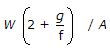 W (2 + g/f) / A